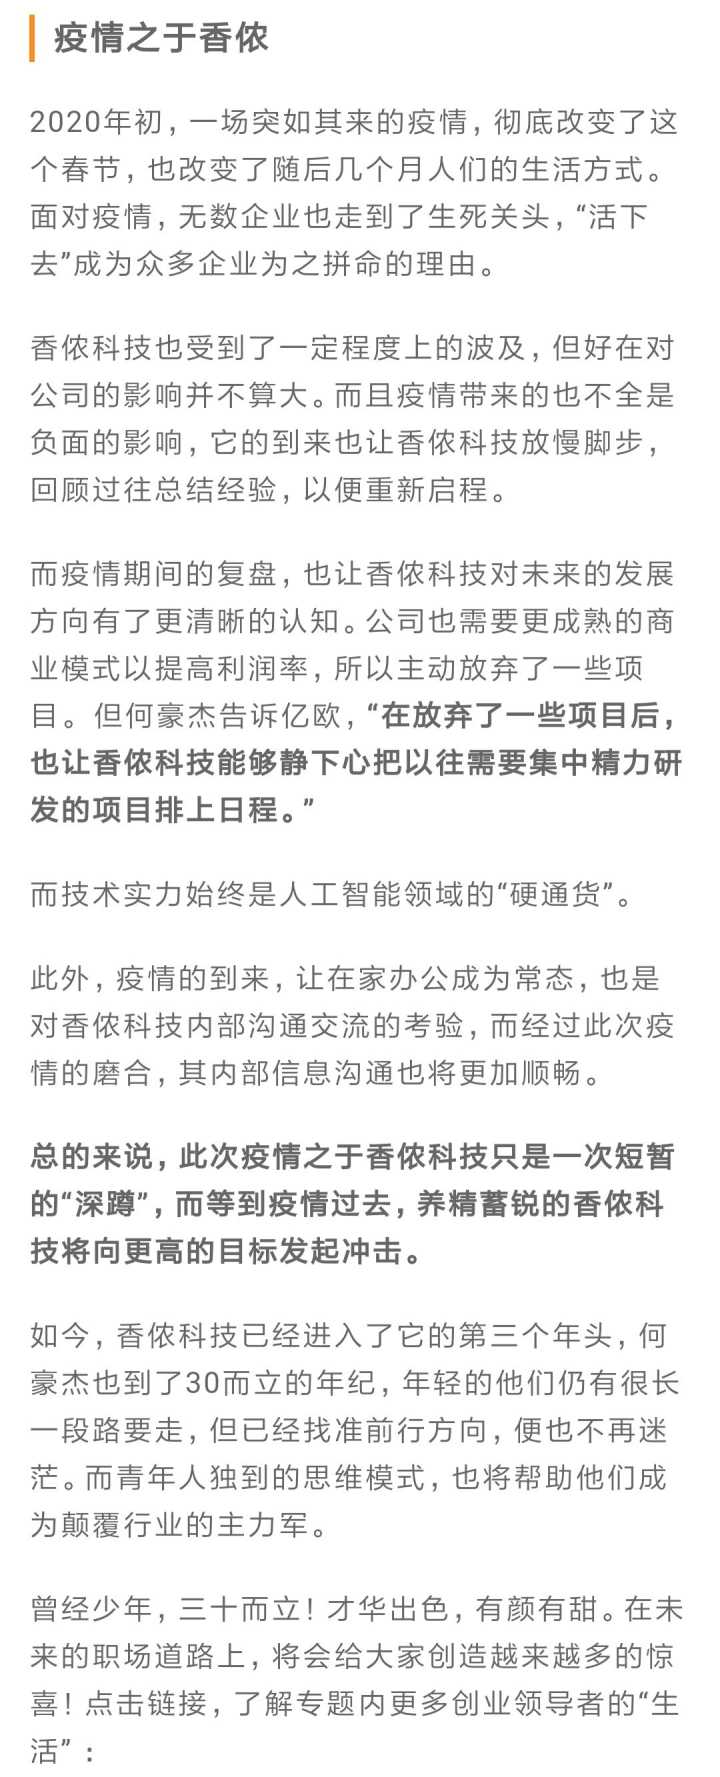 疫情之于香侬
2020年初，一场突如其来的疫情，彻底改变了这
个春节，也改变了随后几个月人们的生活方式。
面对疫情，无数企业也走到了生死关头，“活下
去”成为众多企业为之拼命的理由。
香侬科技也受到了一定程度上的波及，但好在对
公司的影响并不算大。而且疫情带来的也不全是
负面的影响，它的到来也让香侬科技放慢脚步，
回顾过往总结经验，以便重新启程。
而疫情期间的复盘，也让香侬科技对未来的发展
方向有了更清晰的认知。公司也需要更成熟的商
业模式以提高利润率，所以主动放弃了一些项
目。但何豪杰告诉亿欧，“在放弃了一些项目后，
也让香侬科技能够静下心把以往需要集中精力研
发的项目排上日程。”
而技术实力始终是人工智能领域的“硬通货”。
此外，疫情的到来，让在家办公成为常态，也是
对香侬科技内部沟通交流的考验，而经过此次疫
情的磨合，其内部信息沟通也将更加顺畅。
总的来说，此次疫情之于香侬科技只是一次短暂
的“深蹲”，而等到疫情过去，养精蓄锐的香侬科
技将向更高的目标发起冲击。
如今，香侬科技已经进入了它的第三个年头，何
豪杰也到了30而立的年纪，年轻的他们仍有很长
一段路要走，但已经找准前行方向，便也不再迷
茫。而青年人独到的思维模式，也将帮助他们成
为颠覆行业的主力军。
曾经少年，三十而立！才华出色，有颜有甜。在未
来的职场道路上，将会给大家创造越来越多的惊
喜！点击链接，了解专题内更多创业领导者的“生
活”：